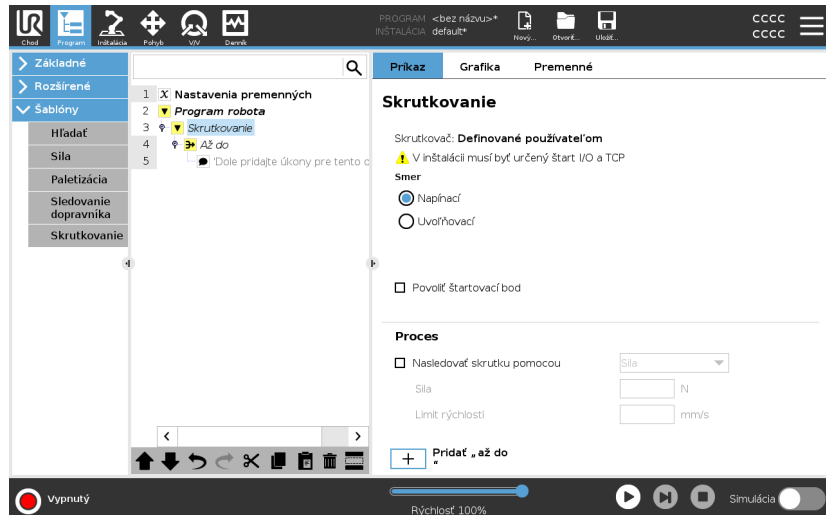 PROGRAM <bez názvu>*
INŠTALÁCIA default*
Chod
Program
Inštalácia
Pohyb
V/V
Denník
Nový...
Otvoriť...
Uložiť...
CCCC
CCCC
Základné
Rozšírené
Šablóny
Hľadať
Sila
Paletizácia
Sledovanie
dopravníka
Skrutkovanie
1 X Nastavenia premenných
2 Program robota
3 Skrutkovanie
4 Až do
5 'Dole pridajte úkony pre tento
Príkaz
Grafika
Premenné
Skrutkovanie
Skrutkovač: Definované používateľom
V inštalácii musí byť určený štart I/O a TCP
Smer
Napínací
Uvoľňovací
Povoliť štartovací bod
Proces
Nasledovať skrutku pomocou
Sila
Sila
N
Limit rýchlosti
mm/s
Pridať „až do
“
Vypnutý
Rýchlosť 100%
Simulácia